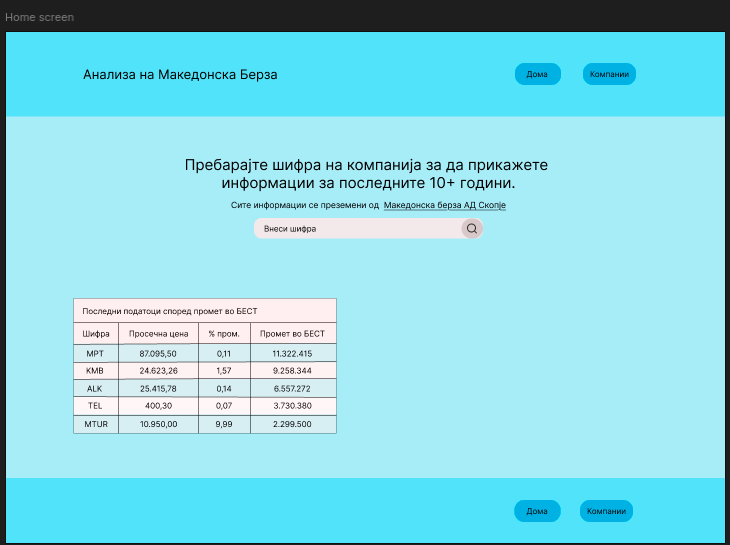 Home screen
Анализа на Македонска Берза
Дома
Компании
Пребарајте шифра на компанија за да прикажете
информации за последните 10+ години.
Сите информации се преземени од Македонска берза АД Скопје
Внеси шифра
Последни податоци според промет во БЕСТ
Шифра Просечна цена % пром. Промет во БЕСТ
МРТ 87.095,50 0,11 11.322.415
KMB 24.623,26 1,57 9.258.344
ALK 25.415,78 0,14 6.557.272
TEL 400,30 0,07 3.730.380
MTUR 10.950,00 9,99 2.299.500
Дома
Компании